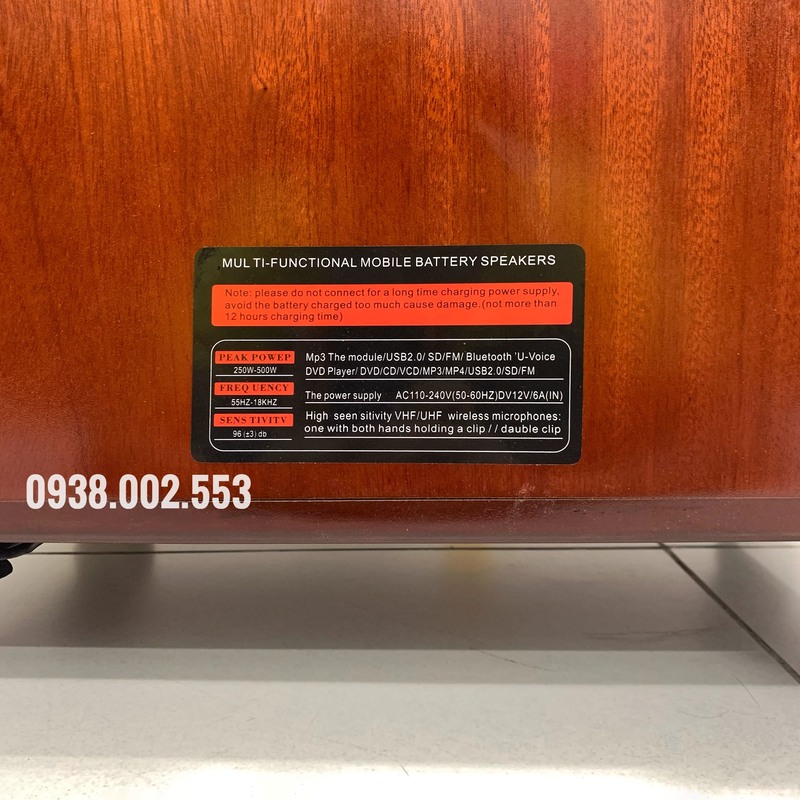 MUL TI-FUNCTIONAL MOBILE BATTERY SPEAKERS
Note: please do not connect for a long time charging power supply,
avoid the battery charged too much cause damage.(not more than
12 hours charging time)
PEAK POWEP
250W-500W
FREQ UENCY
55HZ-18KHZ
SENS TIVITV
96 (±3) db
Mp3 The module/USB2.0/ SD/FM/ Bluetooth 'U-Voice
DVD Player/ DVD/CD/VCD/MP3/MP4/USB2.0/SD/FM
The power supply AC110-240V(50-60HZ)DV12V/6A(IN)
High seen sitivity VHF/UHF wireless microphones:
one with both hands holding a clip / / dauble clip
0938.002.553